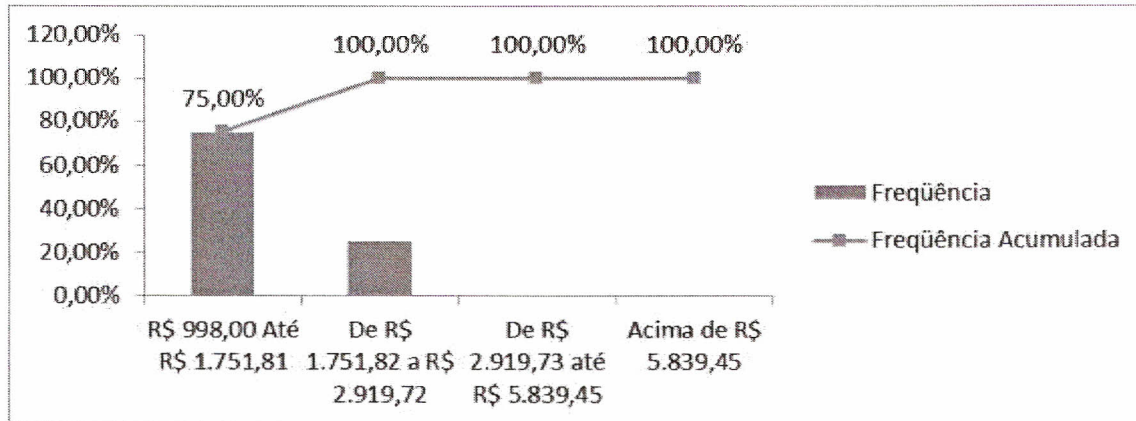 120,00%
100,00%
80,00%
60,00%
40,00%
20,00%
0,00%
75,00%
100,00%
100,00%
100,00%
R$ 998,00 Até
R$ 1.751,81
De R$
1.751,82 a R$
2.919,72
De R$
2.919,73 até
R$ 5.839,45
Acima de R$
5.839,45
Freqüência
Freqüência Acumulada